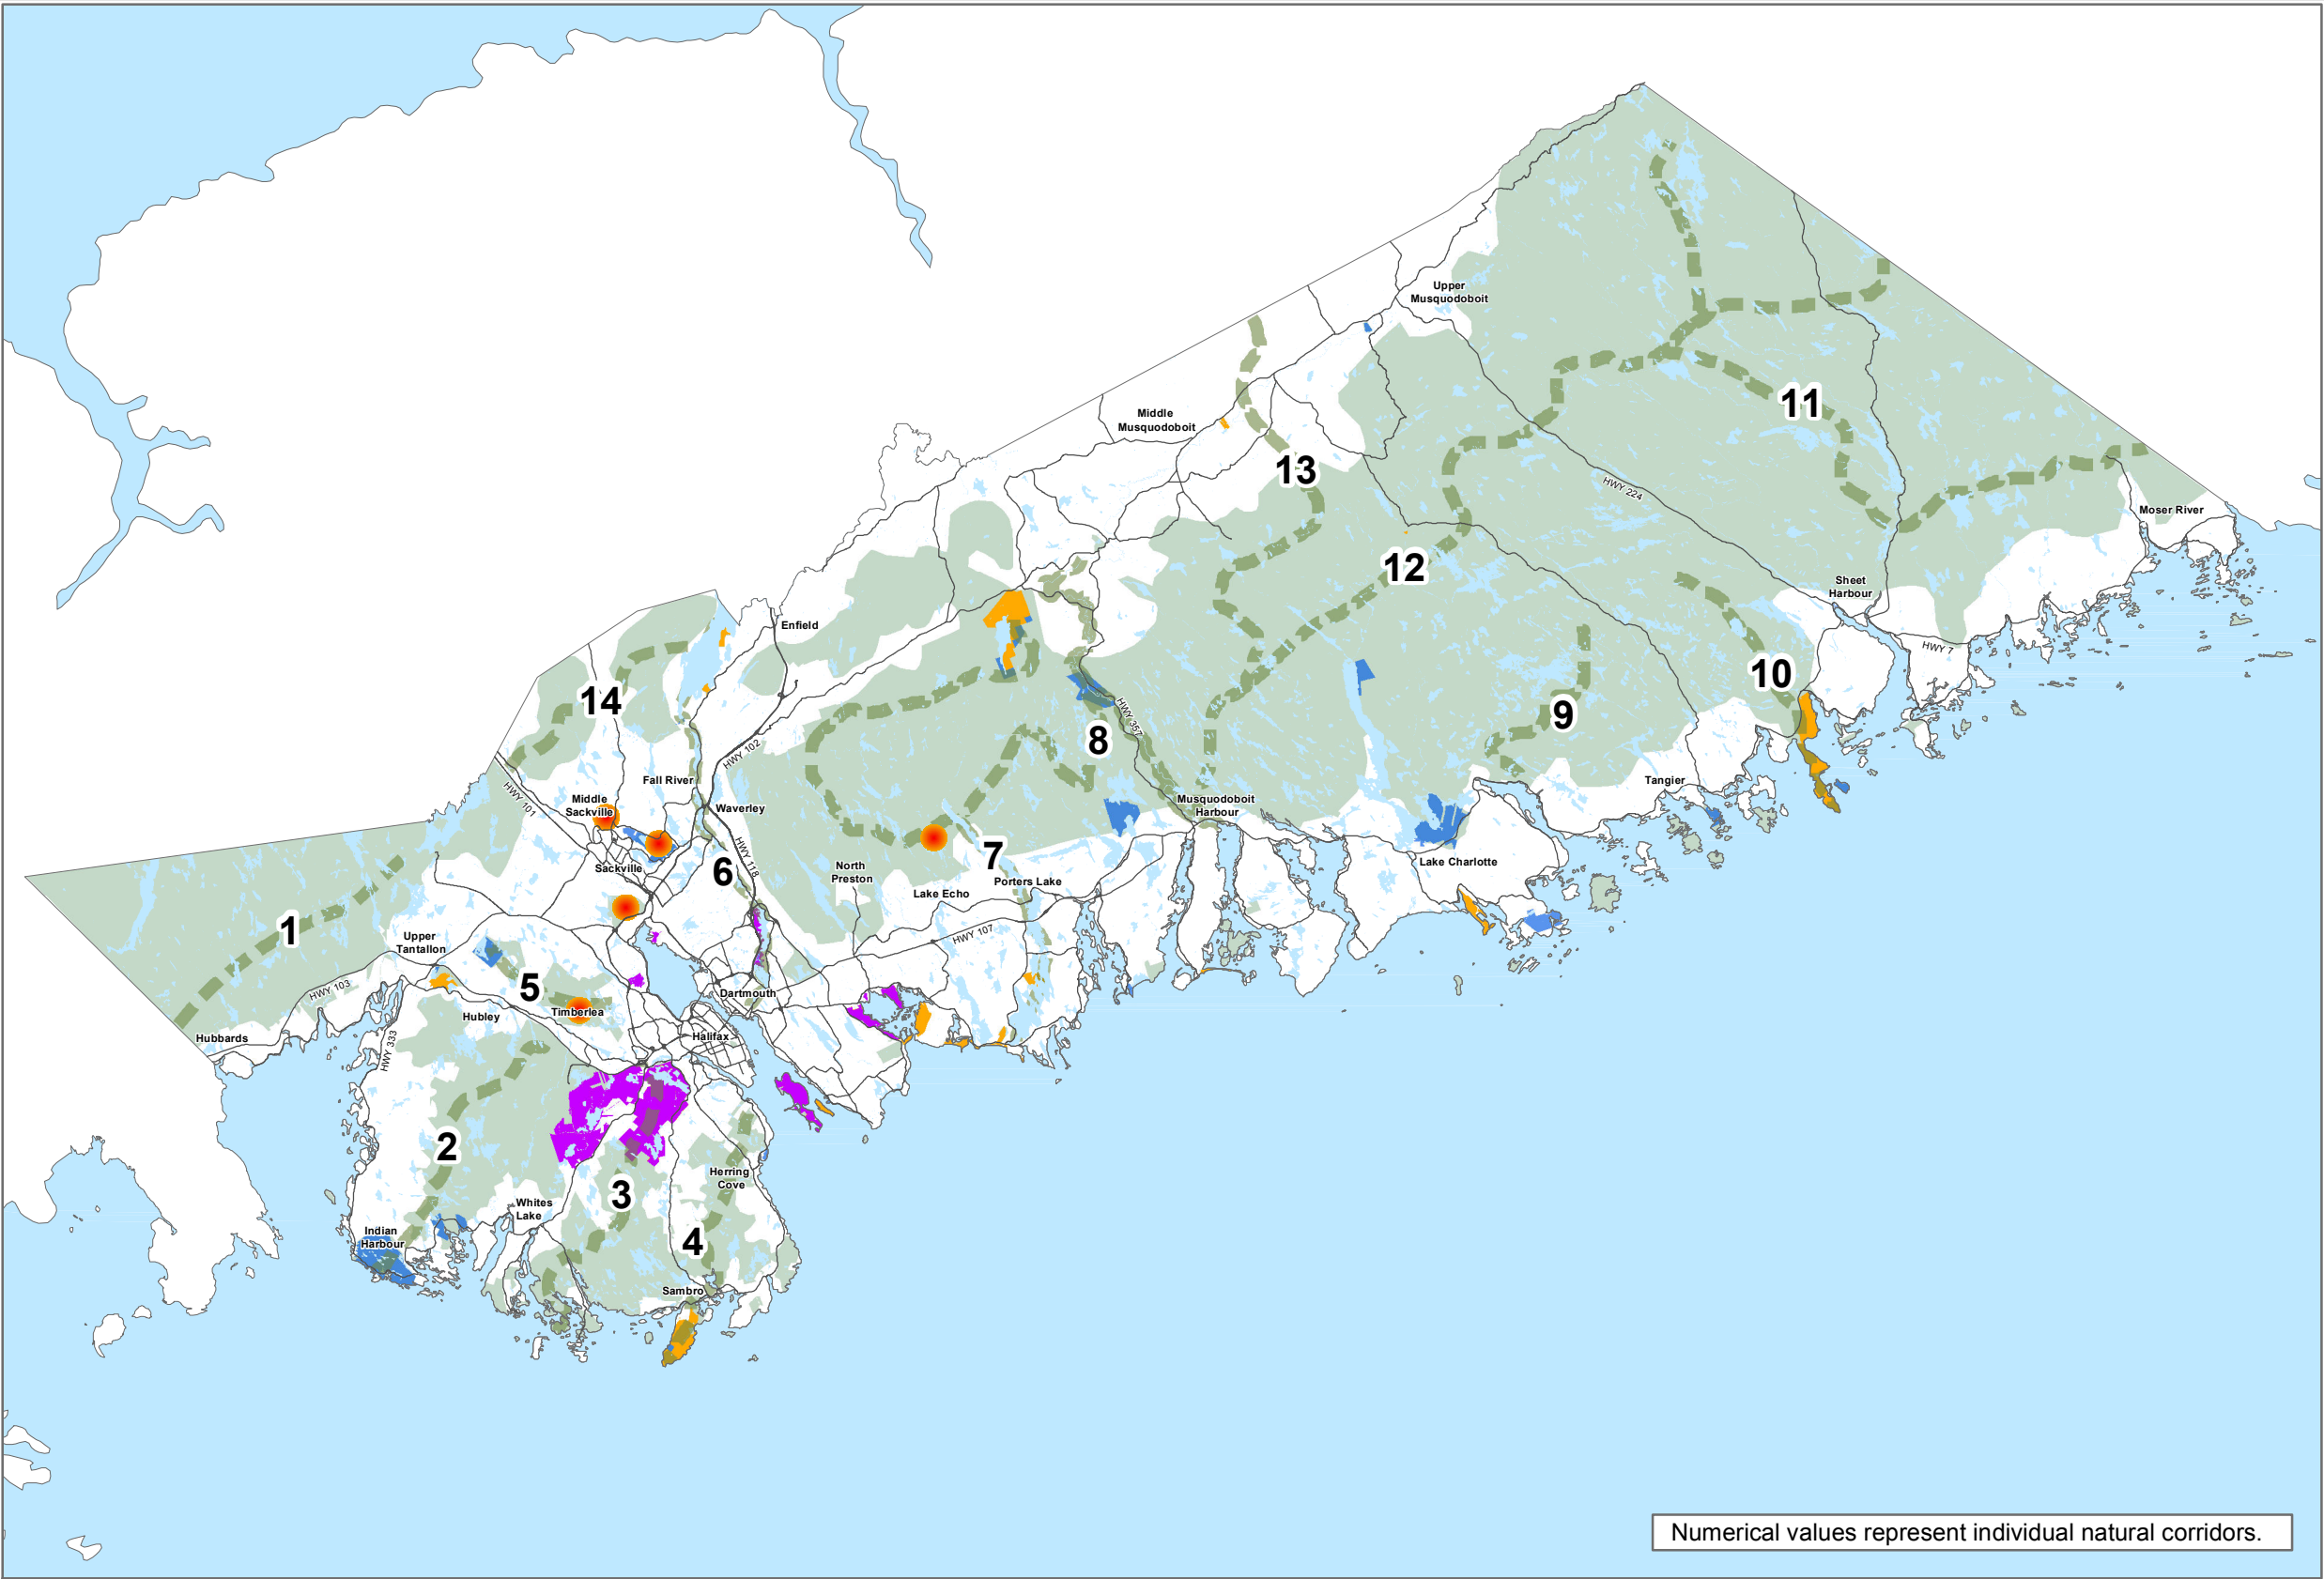 Upper
Musquodoboit
11
Middle
Musquodoboit
13
HWY 224
Moser River
12
Sheet
Harbour
Enfield
HWY 7
10
14
HWY 357
9
8
HWY 102
Fall River
Tangier
HWY 101
Middle
Sackville
Waverley
Musquodoboit
Harbour
HWY 118
7
Sackville
6
North
Preston
Lake Charlotte
Porters Lake
Lake Echo
1
Upper
Tantallon
HWY 107
5
HWY 103
Dartmouth
Timberlea
Hubley
Hubbards
Halifax
HWY 333
2
Herring
Cove
3
Whites
Lake
Indian
Harbour
4
Sambro
Numerical values represent individual natural corridors.